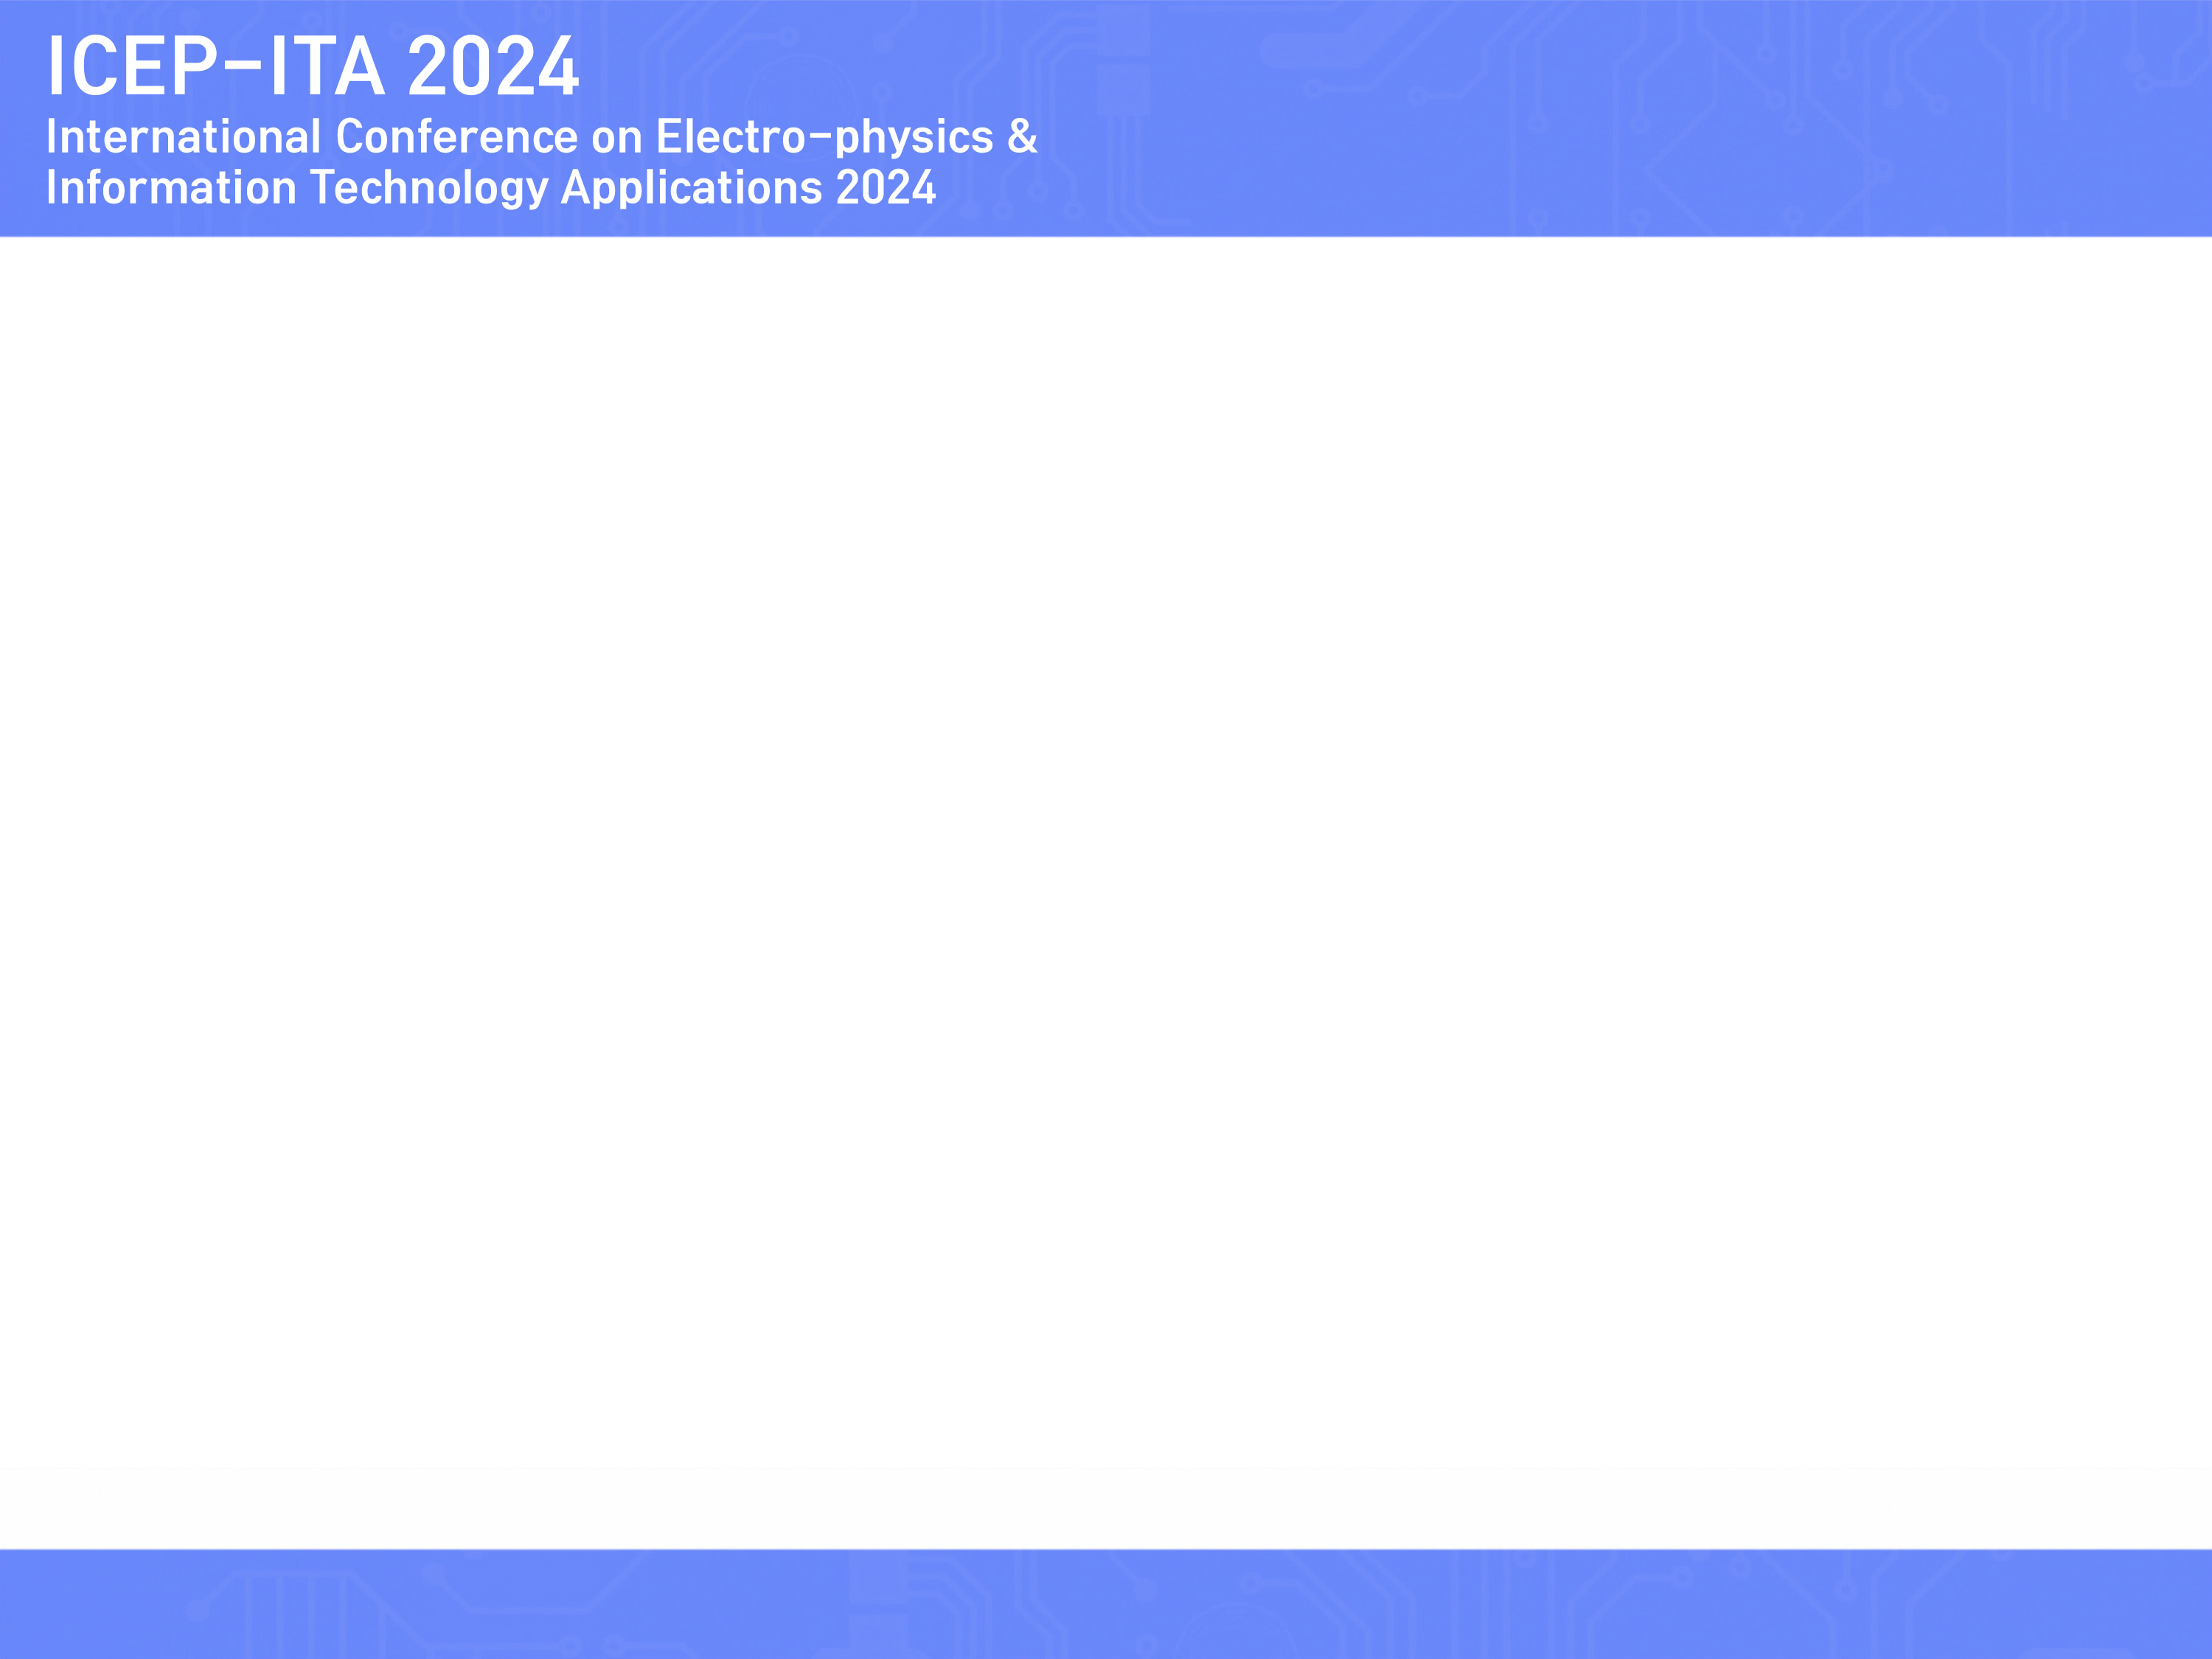 ICEP-ITA 2024
International Conference on Electro-physics &
Information Technology Applications 2024